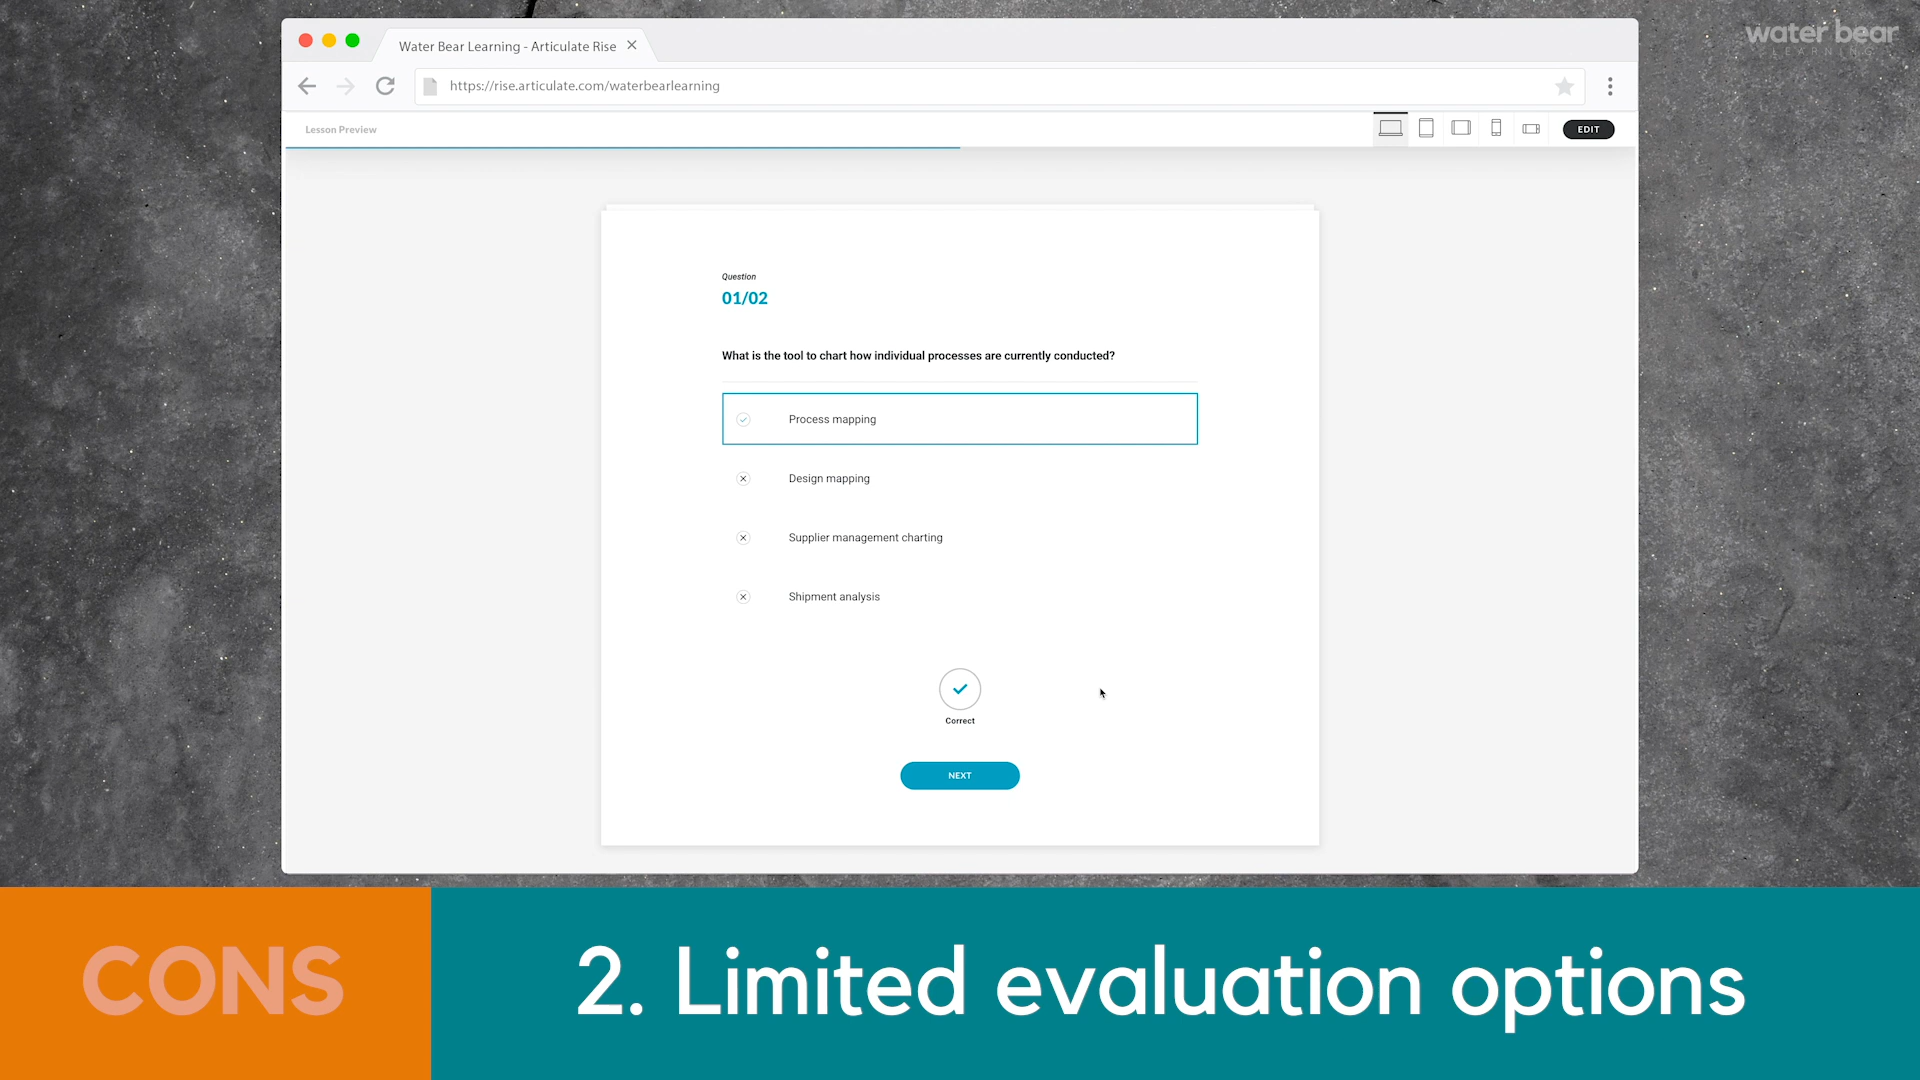 Water Bear Learning - Articulate Rise
water bear
LEARNING
https://rise.articulate.com/waterbearlearning
Lesson Preview
EDIT
Question
01/02
What is the tool to chart how individual processes are currently conducted?
Process mapping
Design mapping
Supplier management charting
Shipment analysis
Correct
NEXT
CONS
2. Limited evaluation options